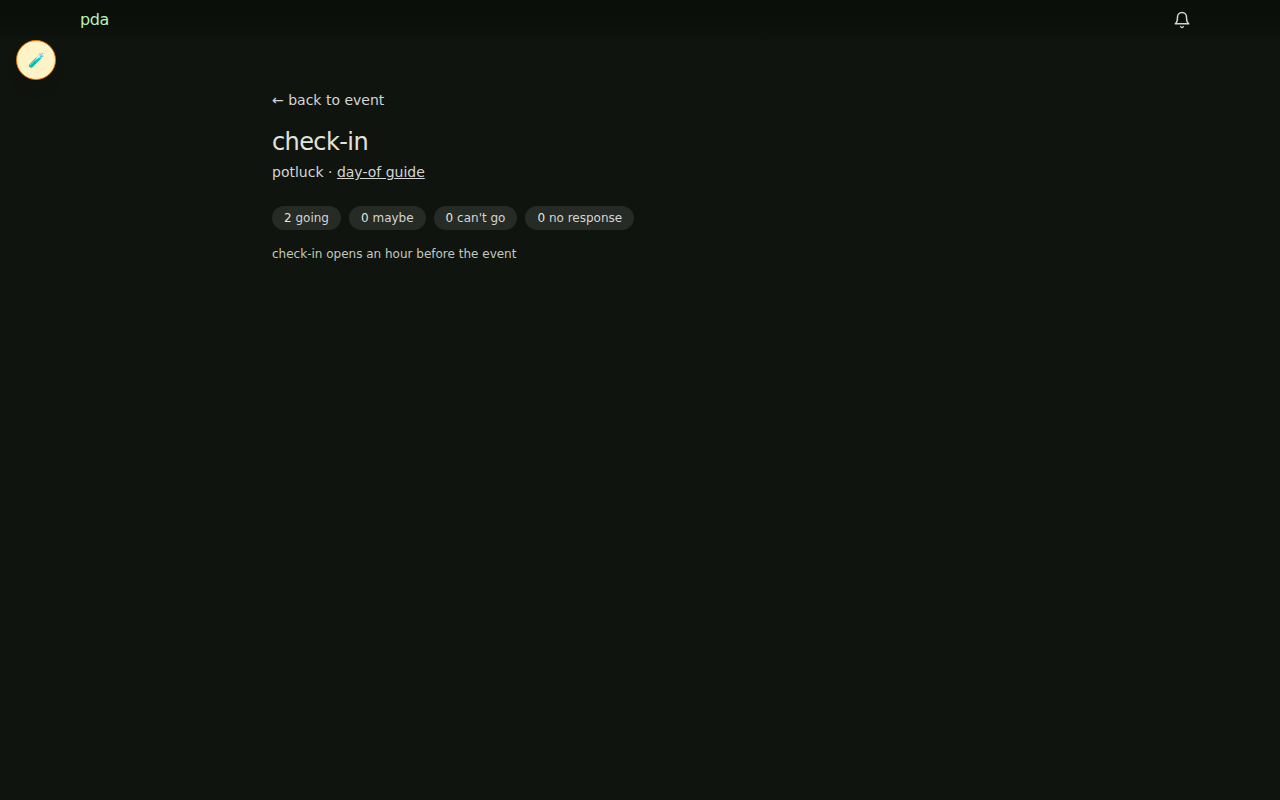 pda
← back to event
check-in
potluck · day-of guide
2 going 0 maybe 0 can't go 0 no response
check-in opens an hour before the event